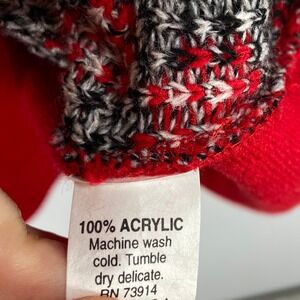 100% ACRYLIC
Machine wash
cold. Tumble
dry delicate.
RN 73914